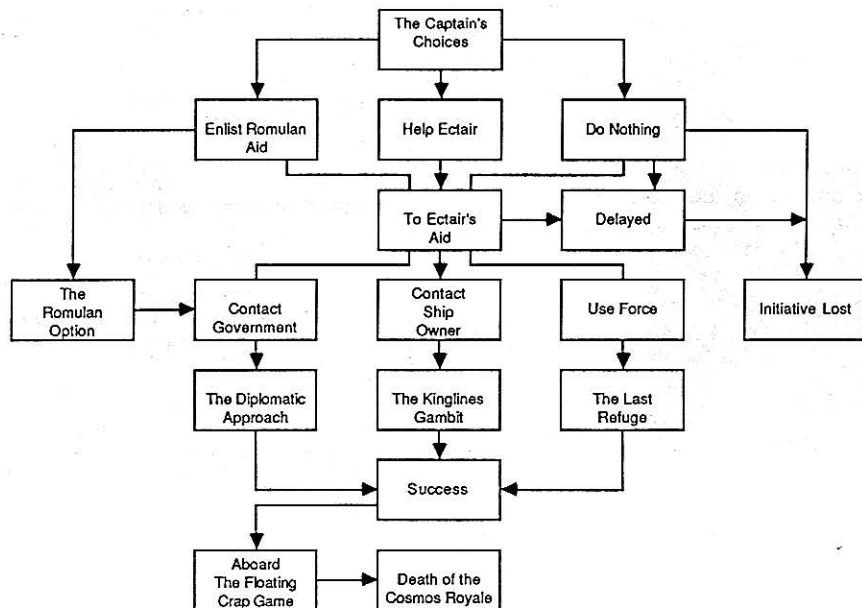 The Captain's
Choices
Enlist Romulan
Aid
Help Ectair
Do Nothing
To Ectair's
Aid
Delayed
The
Romulan
Option
Contact
Government
Contact
Ship
Owner
Use Force
Initiative Lost
The Diplomatic
Approach
The Kinglines
Gambit
The Last
Refuge
Success
Aboard
The Floating
Crap Game
Death of the
Cosmos Royale